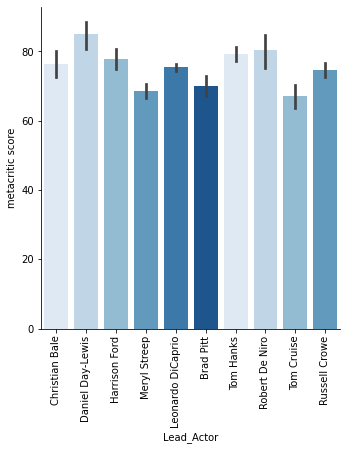 metacritic score
80
60
40
20
0
Christian Bale
Daniel Day-Lewis
Harrison Ford
Meryl Streep
Leonardo DiCaprio
Brad Pitt
Tom Hanks
Robert De Niro
Tom Cruise
Russell Crowe
Lead_Actor